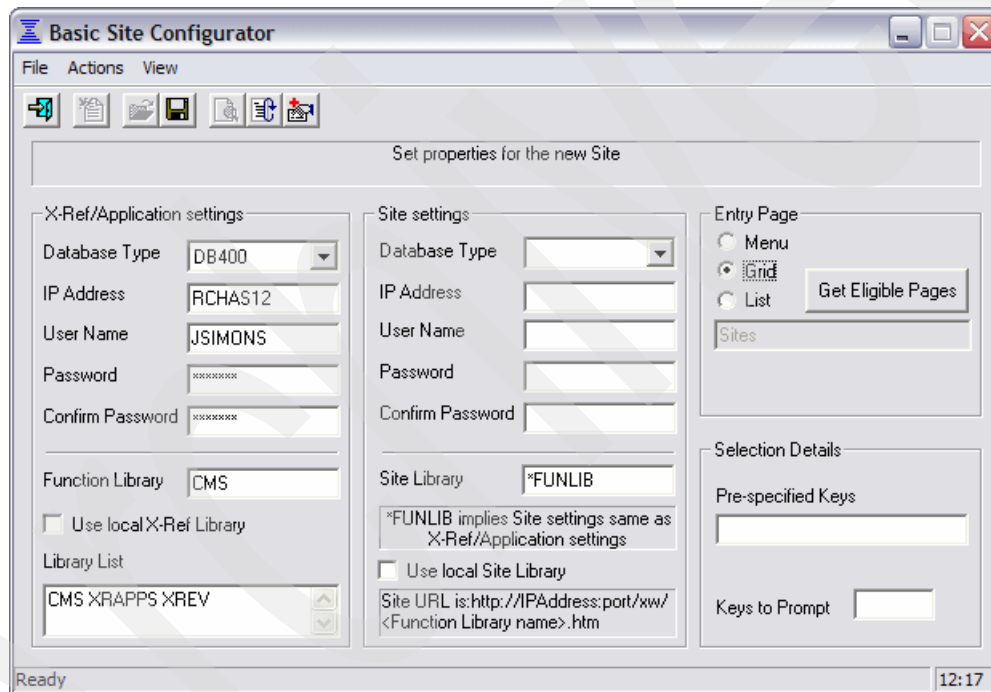 Basic Site Configurator
File Actions View
Set properties for the new Site
X-Ref/Application settings
Database Type DB400
IP Address RCHAS12
User Name JSIMONS
Password *******
Confirm Password *******
Function Library CMS
Use local X-Ref Library
Library List
CMS XRAPPS XREV
Site settings
Database Type
IP Address
User Name
Password
Confirm Password
Site Library *FUNLIB
*FUNLIB implies Site settings same as
X-Ref/Application settings
Use local Site Library
Site URL is:http://IPAddress:port/xw/
<Function Library name>.htm
Entry Page
Menu
Grid
List
Get Eligible Pages
Sites
Selection Details
Pre-specified Keys
Keys to Prompt
Ready 12:17